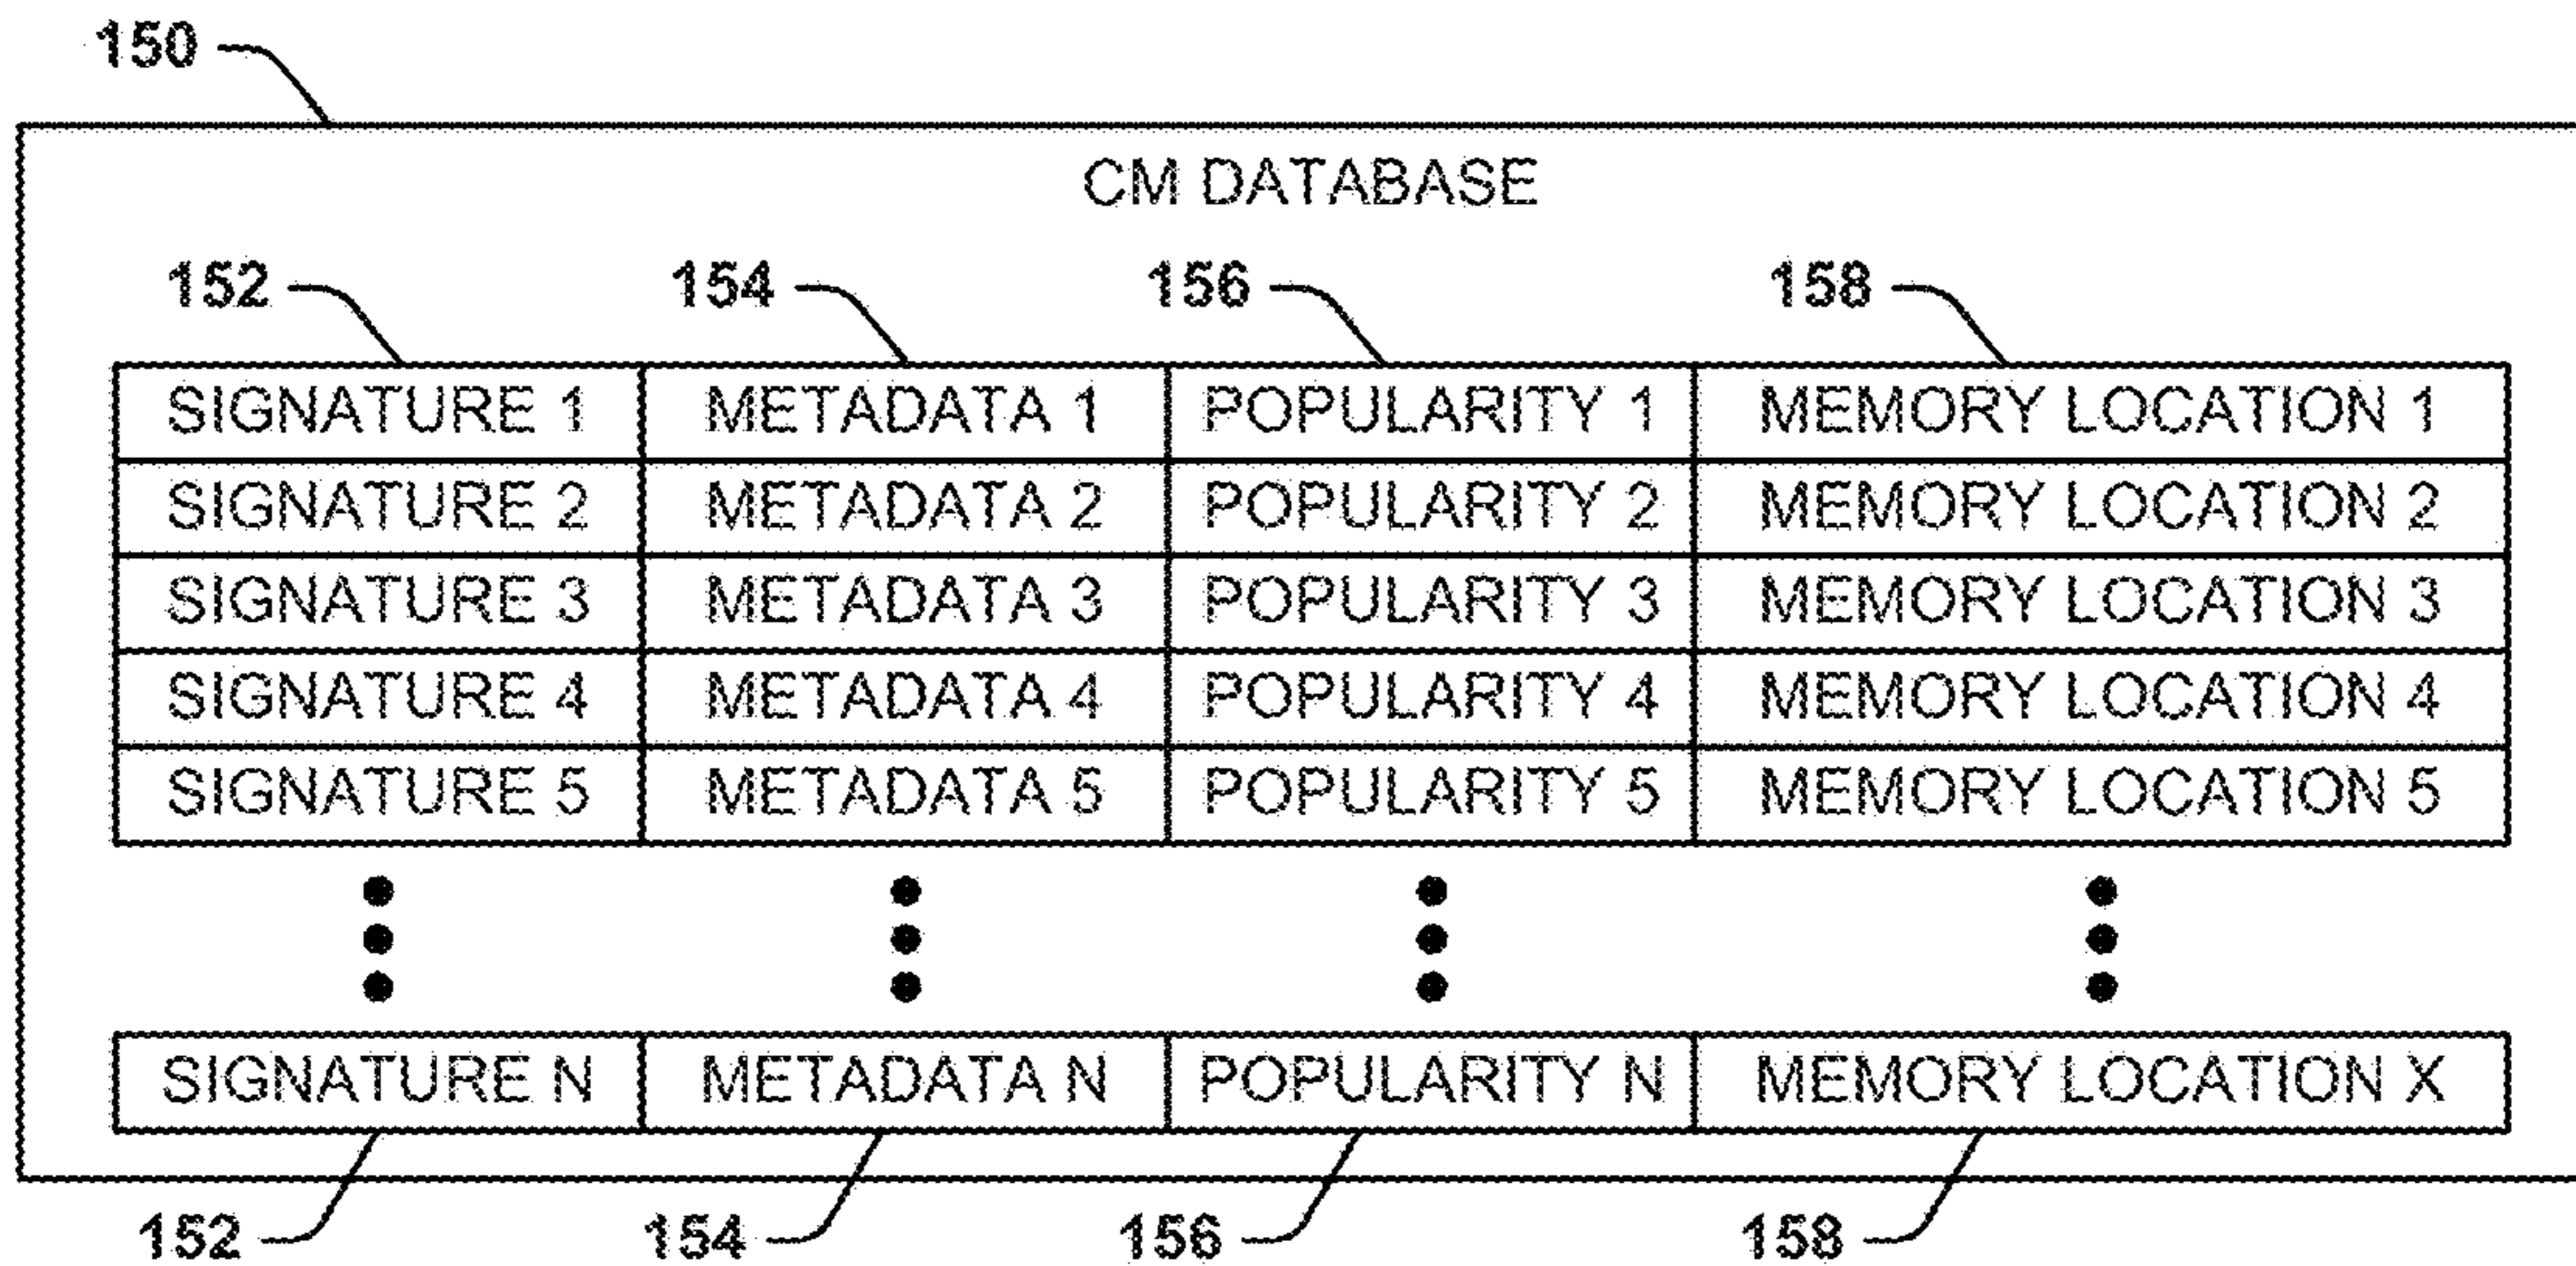 150
CM DATABASE
152 154 156 158
SIGNATURE 1 METADATA 1 POPULARITY 1 MEMORY LOCATION 1
SIGNATURE 2 METADATA 2 POPULARITY 2 MEMORY LOCATION 2
SIGNATURE 3 METADATA 3 POPULARITY 3 MEMORY LOCATION 3
SIGNATURE 4 METADATA 4 POPULARITY 4 MEMORY LOCATION 4
SIGNATURE 5 METADATA 5 POPULARITY 5 MEMORY LOCATION 5
SIGNATURE N METADATA N POPULARITY N MEMORY LOCATION X
152 154 156 158